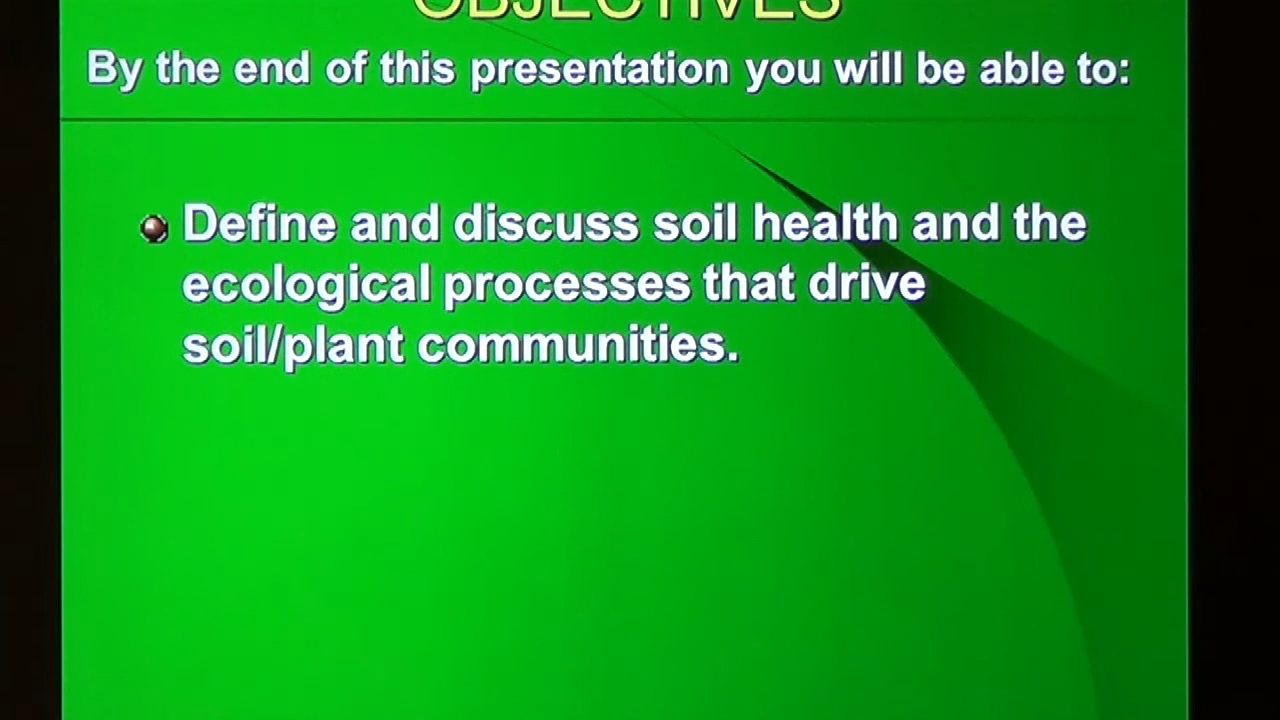 OBJECTIVES
By the end of this presentation you will be able to:
Define and discuss soil health and the
ecological processes that drive
soil/plant communities.